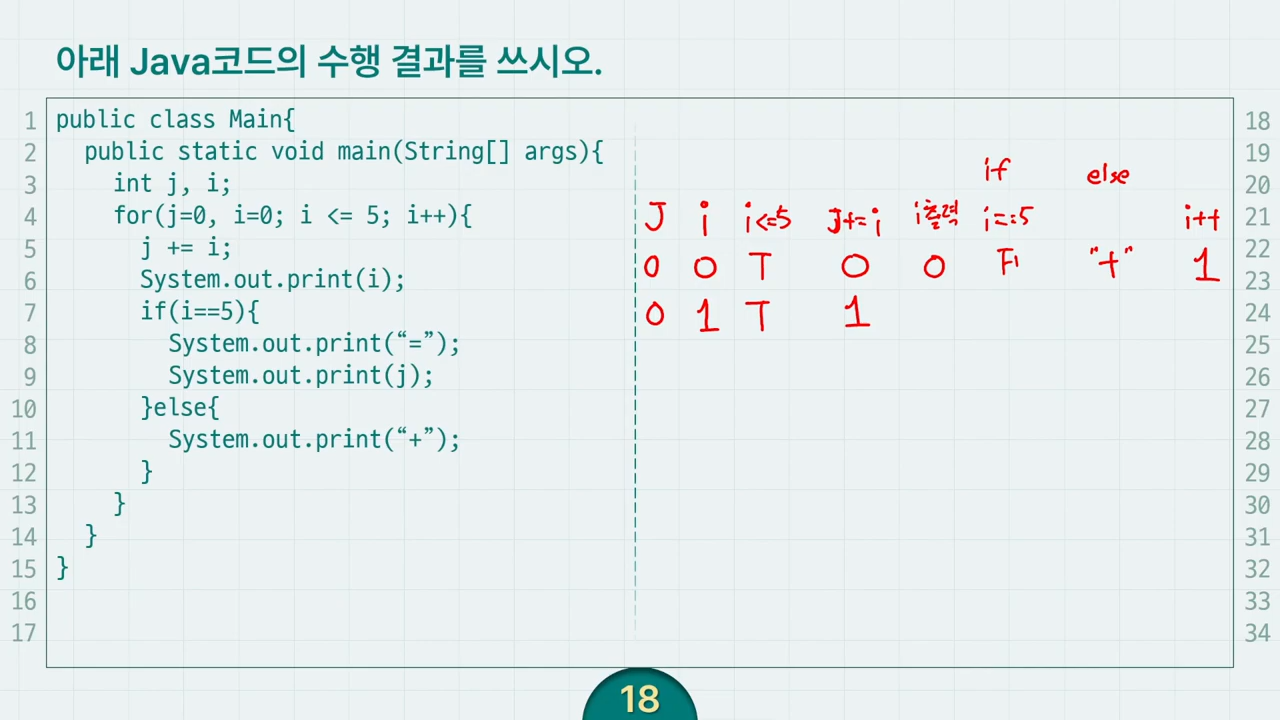 아래 Java코드의 수행 결과를 쓰시오.
1 public class Main{
2 public static void main(String[] args){
3 int j, i;
4 for(j=0, i=0; i <= 5; i++){
5 j += i;
6 System.out.print(i);
7 if(i==5){
8 System.out.print(“=”);
9 System.out.print(j);
10 }else{
11 System.out.print(“+”);
12 }
13 }
14 }
15 }
16
17
if else
J i i<=5 j+=i i출력 i==5 i++
0 0 T 0 0 F "+" 1
0 1 T 1
18
19
20
21
22
23
24
25
26
27
28
29
30
31
32
33
34
18